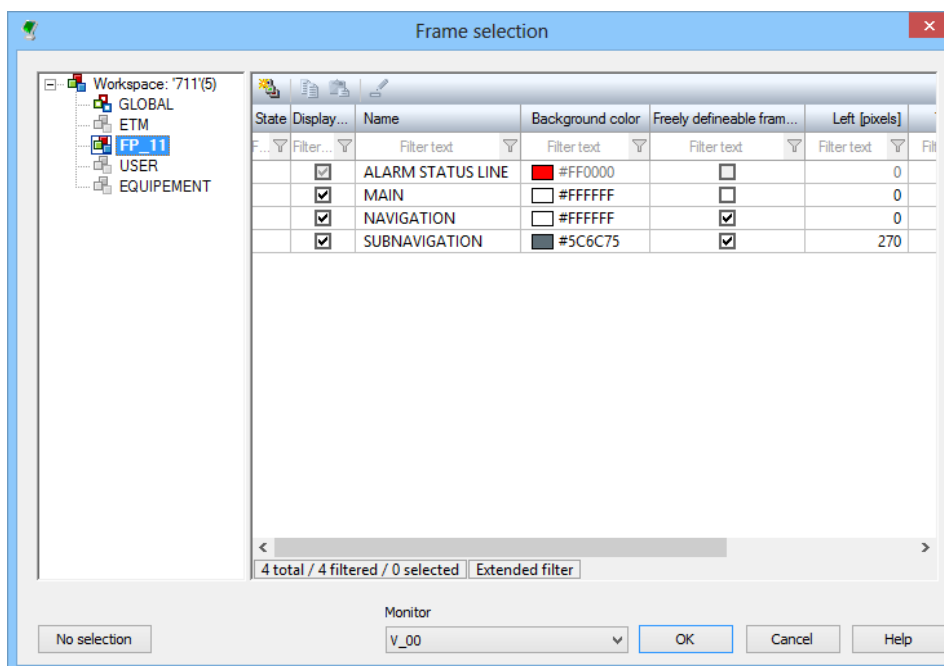 Frame selection
Workspace: '711'(5)
GLOBAL
ETM
FP_11
USER
EQUIPEMENT
State Display... Name Background color Freely defineable fram... Left [pixels]
F... Filter... Filter text Filter text Filter text Filter text Filt
ALARM STATUS LINE #FF0000 0
MAIN #FFFFFF 0
NAVIGATION #FFFFFF 0
SUBNAVIGATION #5C6C75 270
4 total / 4 filtered / 0 selected Extended filter
Monitor
No selection V_00 OK Cancel Help